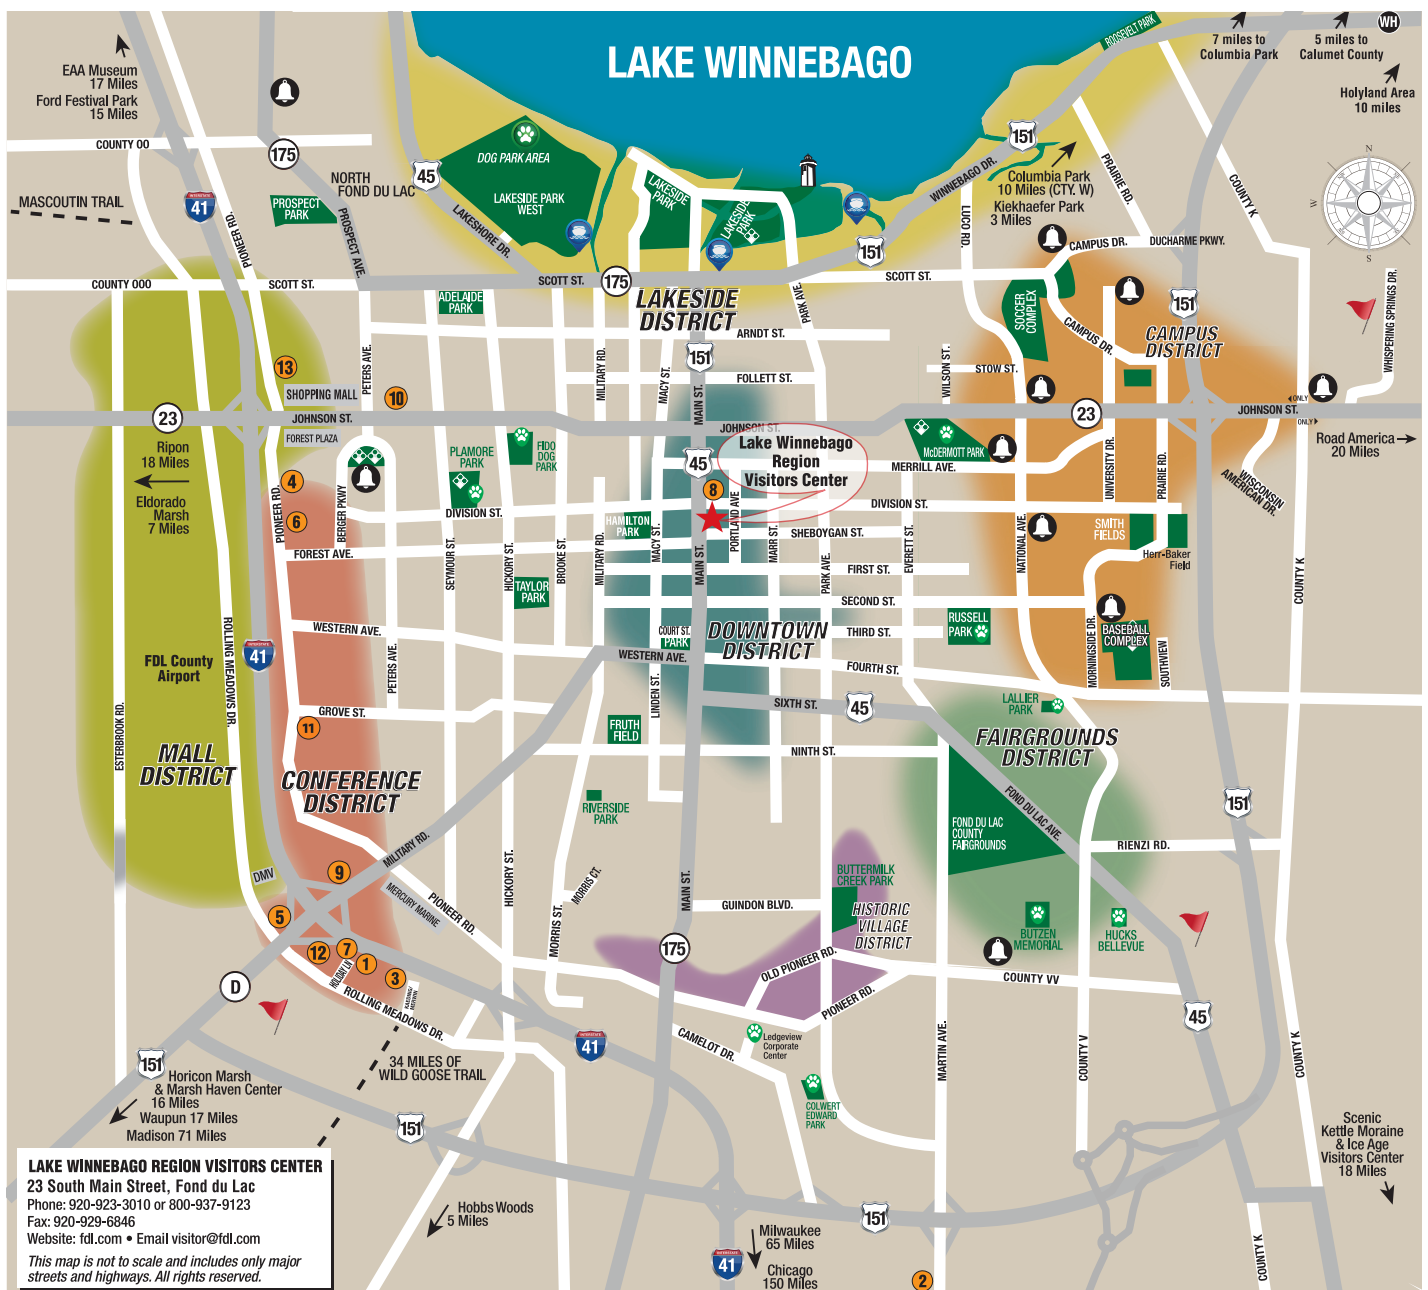 LAKE WINNEBAGO
ROOSEVELT PARK
WH
7 miles to
Columbia Park
5 miles to
Calumet County
Holyland Area
10 miles
EAA Museum
17 Miles
Ford Festival Park
15 Miles
COUNTY OO
175
NORTH
FOND DU LAC
45
DOG PARK AREA
LAKESIDE PARK
WEST
LAKESIDE
PARK
LAKESIDE
PARK
151
WINNEBAGO DR.
Columbia Park
10 Miles (CTY. W)
Kiekhaefer Park
3 Miles
PRAIRIE RD.
COUNTY K
N
W
S
MASCOUTIN TRAIL
INTERSTATE
41
PIONEER RD.
PROSPECT
PARK
PROSPECT AVE.
LAKESHORE DR.
LUCO RD.
151
CAMPUS DR.
DUCHARME PKWY.
COUNTY OOO
SCOTT ST.
SCOTT ST.
175
SCOTT ST.
ADELAIDE
PARK
LAKESIDE
DISTRICT
PARK AVE.
SOCCER
COMPLEX
CAMPUS DR.
151
CAMPUS
DISTRICT
WHISPERING SPRINGS DR.
ARNDT ST.
151
PETERS AVE.
MILITARY RD.
MACY ST.
FOLLETT ST.
WILSON ST.
STOW ST.
13
SHOPPING MALL
10
MAIN ST.
23
JOHNSON ST.
JOHNSON ST.
23
JOHNSON ST.
ONLY
ONLY
FOREST PLAZA
Road America
20 Miles
Ripon
18 Miles
Eldorado
Marsh
7 Miles
PLAMORE
PARK
FIDO
DOG
PARK
45
Lake Winnebago
Region
Visitors Center
McDERMOTT PARK
MERRILL AVE.
UNIVERSITY DR.
PRAIRIE RD.
WISCONSIN
AMERICAN DR.
4
6
PIONEER RD.
BERGER PKWY
DIVISION ST.
8
DIVISION ST.
HAMILTON
PARK
PORTLAND AVE
SHEBOYGAN ST.
SMITH
FIELDS
Herr-Baker
Field
FOREST AVE.
SEYMOUR ST.
HICKORY ST.
BROOKE ST.
MILITARY RD.
MACY ST.
MAIN ST.
MARR ST.
PARK AVE.
EVERETT ST.
NATIONAL AVE.
COUNTY K
FIRST ST.
TAYLOR
PARK
SECOND ST.
RUSSELL
PARK
BASEBALL
COMPLEX
MORNINGSIDE DR.
SOUTHVIEW
WESTERN AVE.
COURT ST.
PARK
DOWNTOWN
DISTRICT
THIRD ST.
WESTERN AVE.
FOURTH ST.
ROLLING MEADOWS DR.
INTERSTATE
41
FDL County
Airport
PETERS AVE.
LINDEN ST.
SIXTH ST.
45
LALLIER
PARK
ESTERBROOK RD.
GROVE ST.
11
FRUTH
FIELD
NINTH ST.
FAIRGROUNDS
DISTRICT
MALL
DISTRICT
CONFERENCE
DISTRICT
RIVERSIDE
PARK
FOND DU LAC AVE.
151
FOND DU LAC
COUNTY
FAIRGROUNDS
RIENZI RD.
MILITARY RD.
DMV
9
MERCURY MARINE
PIONEER RD.
HICKORY ST.
MORRIS CT.
MORRIS ST.
MAIN ST.
BUTTERMILK
CREEK PARK
GUINDON BLVD.
HISTORIC
VILLAGE
DISTRICT
BUTZEN
MEMORIAL
HUCKS
BELLEVUE
5
12
7
1
3
HOLIDAY LN
175
OLD PIONEER RD.
COUNTY VV
D
ROLLING MEADOWS DR.
PIONEER RD.
45
INTERSTATE
41
CAMELOT DR.
Ledgeview
Corporate
Center
MARTIN AVE.
COUNTY V
COUNTY K
151
34 MILES OF
WILD GOOSE TRAIL
Horicon Marsh
& Marsh Haven Center
16 Miles
Waupun 17 Miles
Madison 71 Miles
151
COLWERT
EDWARD
PARK
Scenic
Kettle Moraine
& Ice Age
Visitors Center
18 Miles
LAKE WINNEBAGO REGION VISITORS CENTER
23 South Main Street, Fond du Lac
Phone: 920-923-3010 or 800-937-9123
Fax: 920-929-6846
Website: fdl.com • Email visitor@fdl.com
This map is not to scale and includes only major
streets and highways. All rights reserved.
Hobbs Woods
5 Miles
151
Milwaukee
65 Miles
INTERSTATE
41
Chicago
150 Miles
2
COUNTY K